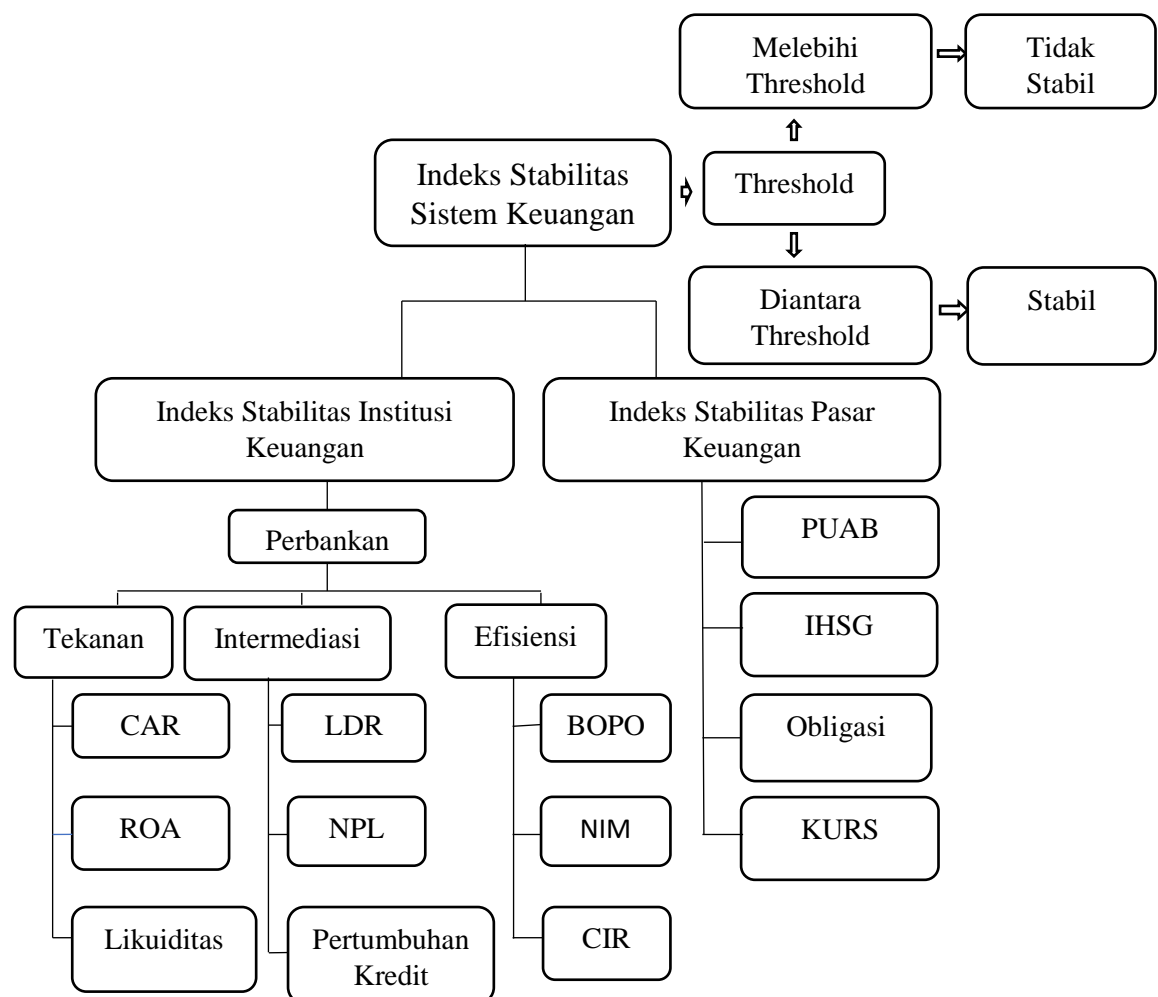 Melebihi
Threshold
Tidak
Stabil
Indeks Stabilitas
Sistem Keuangan
Threshold
Diantara
Threshold
Stabil
Indeks Stabilitas Institusi
Keuangan
Indeks Stabilitas Pasar
Keuangan
Perbankan
PUAB
IHSG
Obligasi
KURS
Tekanan
Intermediasi
Efisiensi
CAR
LDR
BOPO
ROA
NPL
NIM
Likuiditas
Pertumbuhan
Kredit
CIR